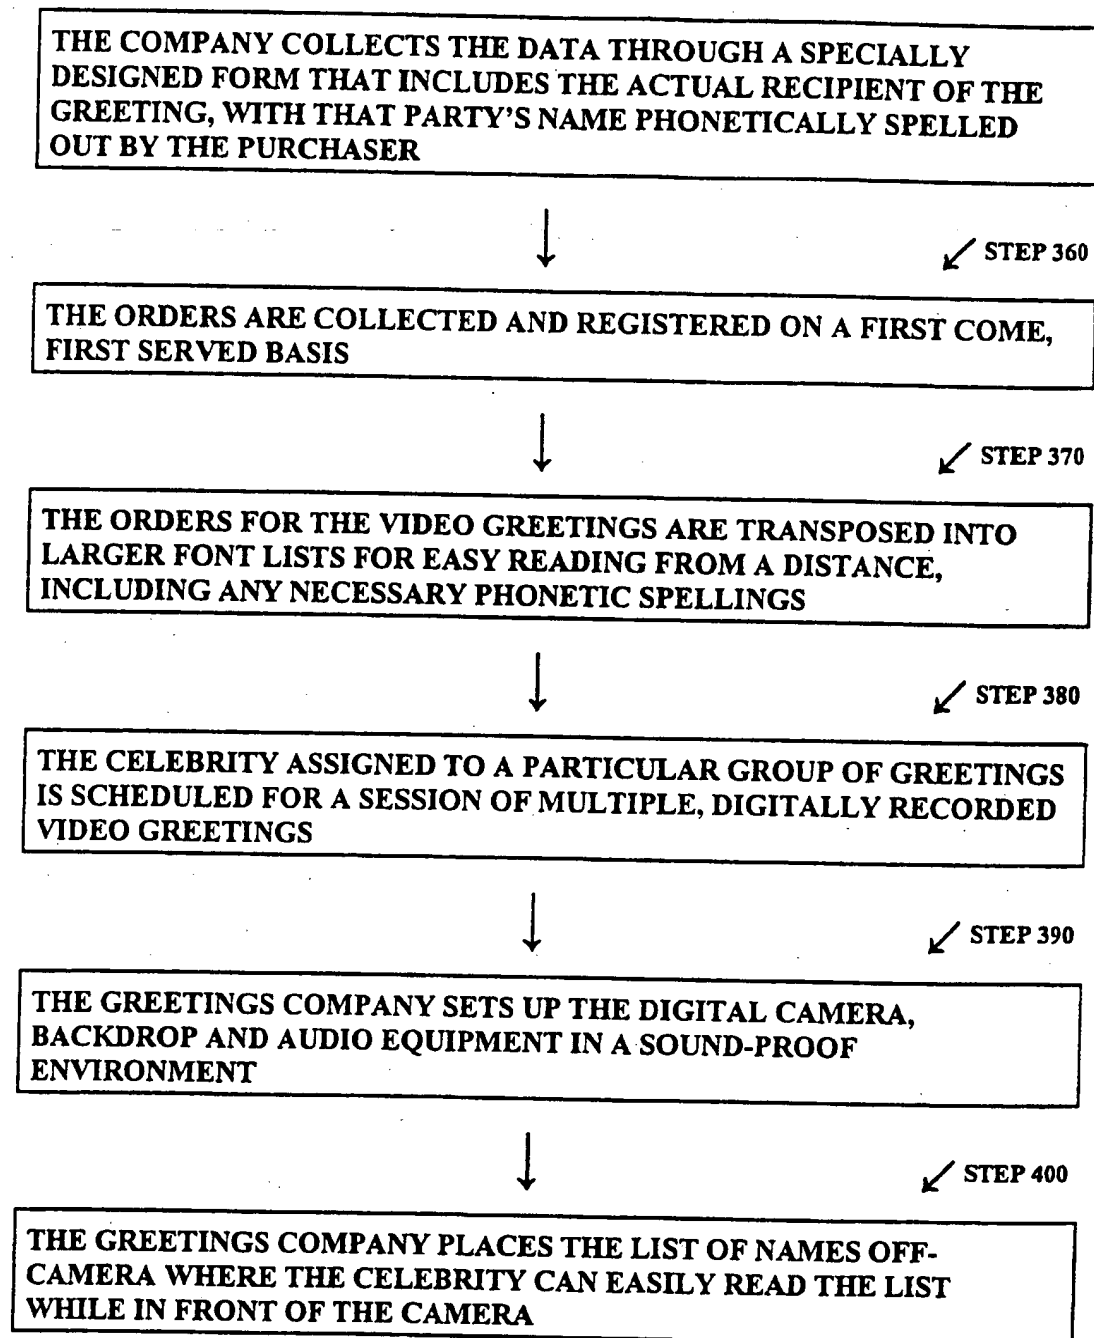 THE COMPANY COLLECTS THE DATA THROUGH A SPECIALLY
DESIGNED FORM THAT INCLUDES THE ACTUAL RECIPIENT OF THE
GREETING, WITH THAT PARTY'S NAME PHONETICALLY SPELLED
OUT BY THE PURCHASER
STEP 360
THE ORDERS ARE COLLECTED AND REGISTERED ON A FIRST COME,
FIRST SERVED BASIS
STEP 370
THE ORDERS FOR THE VIDEO GREETINGS ARE TRANSPOSED INTO
LARGER FONT LISTS FOR EASY READING FROM A DISTANCE,
INCLUDING ANY NECESSARY PHONETIC SPELLINGS
STEP 380
THE CELEBRITY ASSIGNED TO A PARTICULAR GROUP OF GREETINGS
IS SCHEDULED FOR A SESSION OF MULTIPLE, DIGITALLY RECORDED
VIDEO GREETINGS
STEP 390
THE GREETINGS COMPANY SETS UP THE DIGITAL CAMERA,
BACKDROP AND AUDIO EQUIPMENT IN A SOUND-PROOF
ENVIRONMENT
STEP 400
THE GREETINGS COMPANY PLACES THE LIST OF NAMES OFF-
CAMERA WHERE THE CELEBRITY CAN EASILY READ THE LIST
WHILE IN FRONT OF THE CAMERA